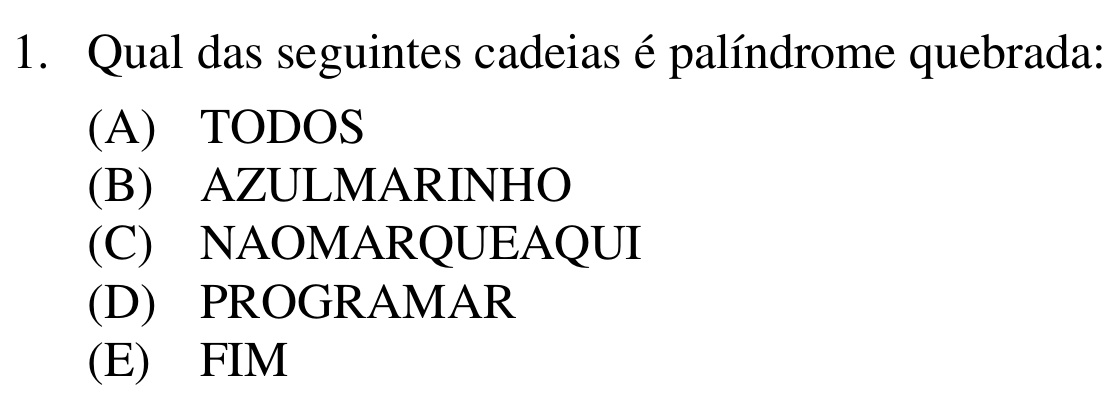 1. Qual das seguintes cadeias é palíndrome quebrada:
(A) TODOS
(B) AZULMARINHO
(C) NAOMARQUEAQUI
(D) PROGRAMAR
(E) FIM